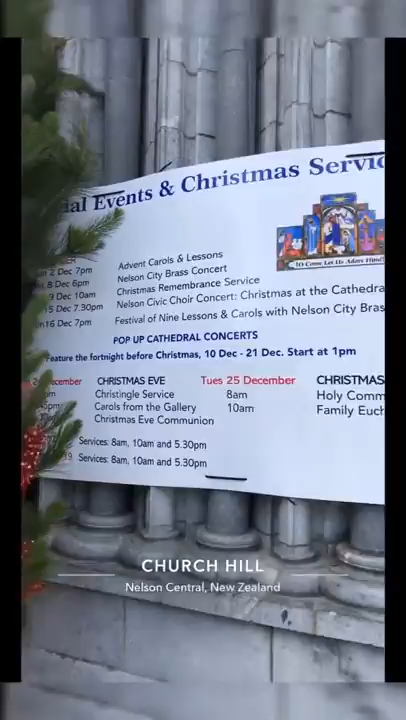 ial Events & Christmas Servic
O Come Let Us Adore Him!
2 Dec 7pm Advent Carols & Lessons
8 Dec 6pm Nelson City Brass Concert
9 Dec 10am Christmas Remembrance Service
15 Dec 7.30pm Nelson Civic Choir Concert: Christmas at the Cathedra
16 Dec 7pm Festival of Nine Lessons & Carols with Nelson City Bras
POP UP CATHEDRAL CONCERTS
Feature the fortnight before Christmas, 10 Dec - 21 Dec. Start at 1pm
ecember CHRISTMAS EVE Tues 25 December CHRISTMAS
pm Christingle Service 8am Holy Comm
pm Carols from the Gallery 10am Family Euch
Christmas Eve Communion
Services: 8am, 10am and 5.30pm
19 Services: 8am, 10am and 5.30pm
CHURCH HILL
Nelson Central, New Zealand